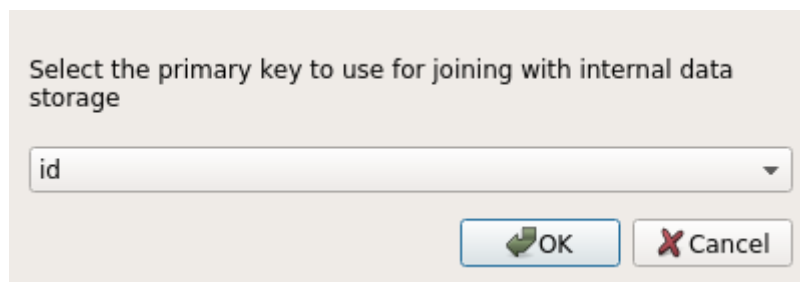 Select the primary key to use for joining with internal data
storage
id
OK
Cancel